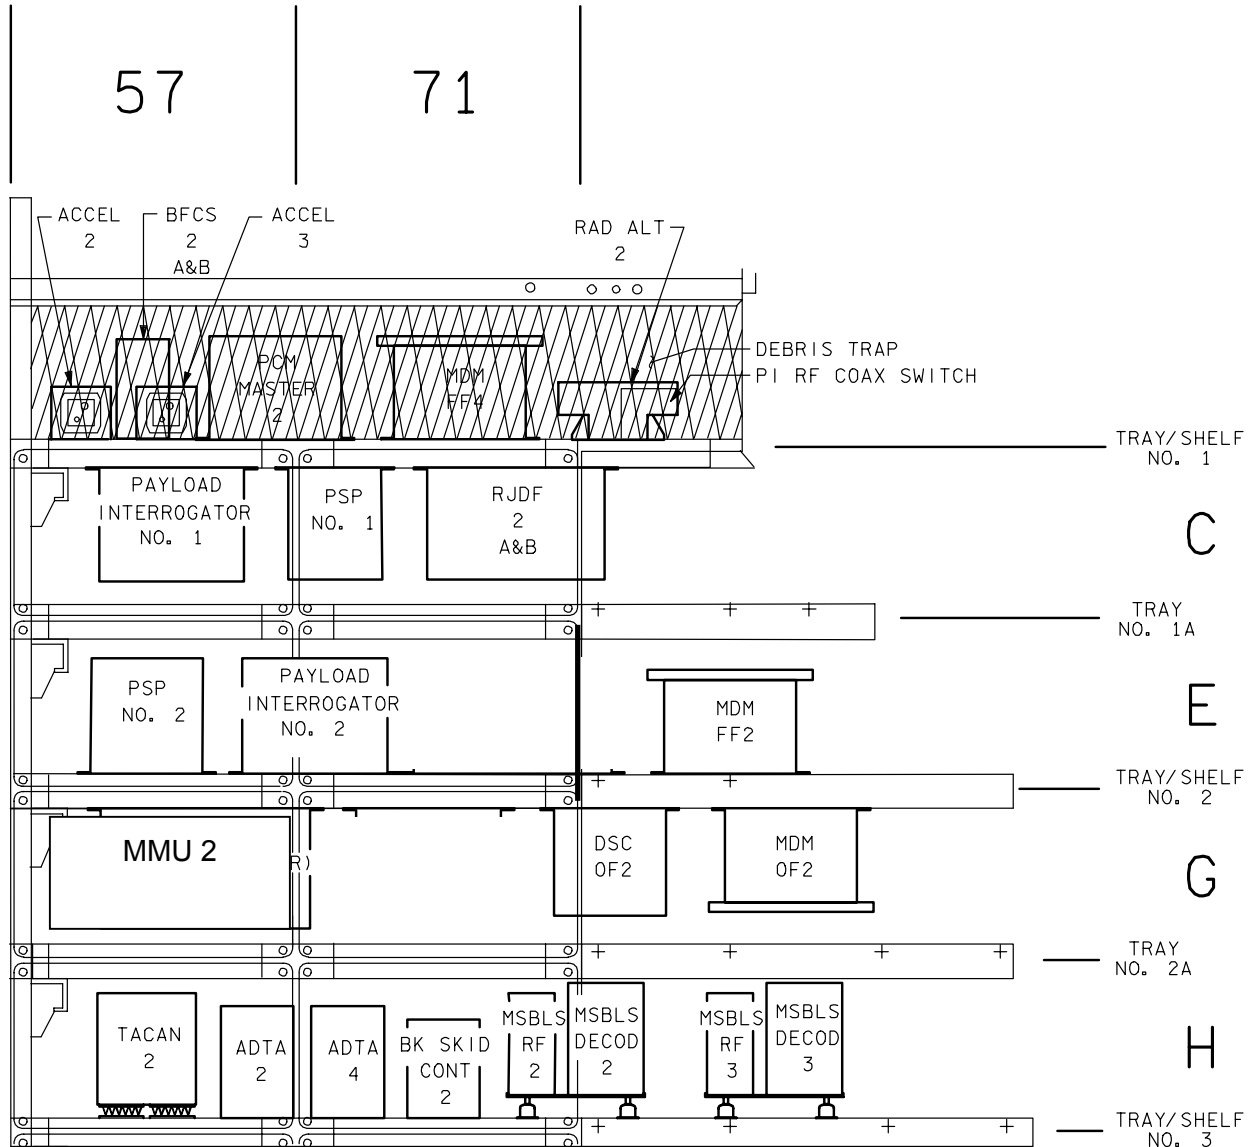 57 71
ACCEL
2
BFCS
2
A&B
ACCEL
3
RAD ALT
2
PCM
MASTER
2
MDM
FF4
DEBRIS TRAP
PI RF COAX SWITCH
TRAY/SHELF
NO. 1
PAYLOAD
INTERROGATOR
NO. 1
PSP
NO. 1
RJDF
2
A&B
C
TRAY
NO. 1A
PSP
NO. 2
PAYLOAD
INTERROGATOR
NO. 2
MDM
FF2
E
TRAY/SHELF
NO. 2
MMU 2
R)
DSC
OF2
MDM
OF2
G
TRAY
NO. 2A
TACAN
2
ADTA
2
ADTA
4
BK SKID
CONT
2
MSBLS
RF
2
MSBLS
DECOD
2
MSBLS
RF
3
MSBLS
DECOD
3
H
TRAY/SHELF
NO. 3